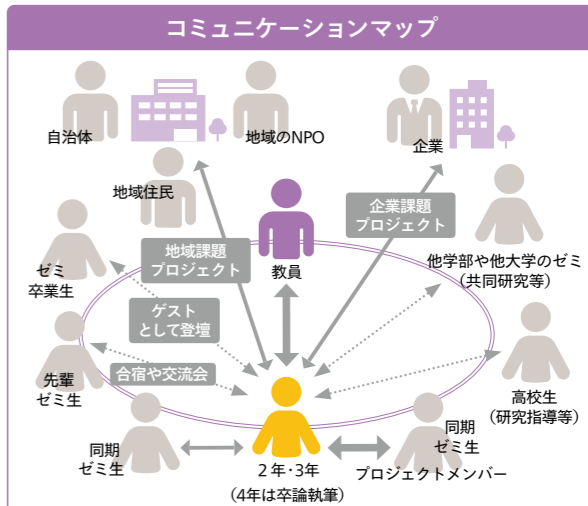 コミュニケーションマップ
自治体
地域のNPO
企業
地域住民
企業課題
プロジェクト
地域課題
プロジェクト
教員
他学部や他大学のゼミ
(共同研究等)
ゼミ
卒業生
ゲスト
として登壇
先輩
ゼミ生
合宿や交流会
高校生
(研究指導等)
同期
ゼミ生
2年・3年
(4年は卒論執筆)
同期
ゼミ生
プロジェクトメンバー